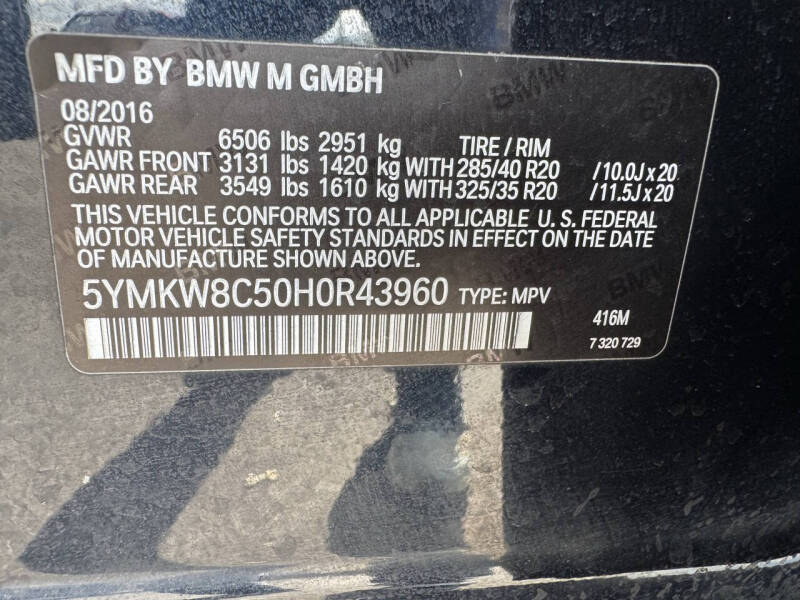 MFD BY BMW M GMBH
08/2016
GVWR 6506 lbs 2951 kg TIRE / RIM
GAWR FRONT 3131 lbs 1420 kg WITH 285/40 R20 /10.0J x 20
GAWR REAR 3549 lbs 1610 kg WITH 325/35 R20 /11.5J x 20
THIS VEHICLE CONFORMS TO ALL APPLICABLE U. S. FEDERAL
MOTOR VEHICLE SAFETY STANDARDS IN EFFECT ON THE DATE
OF MANUFACTURE SHOWN ABOVE.
5YMKW8C50H0R43960 TYPE: MPV
416M
7 320 729